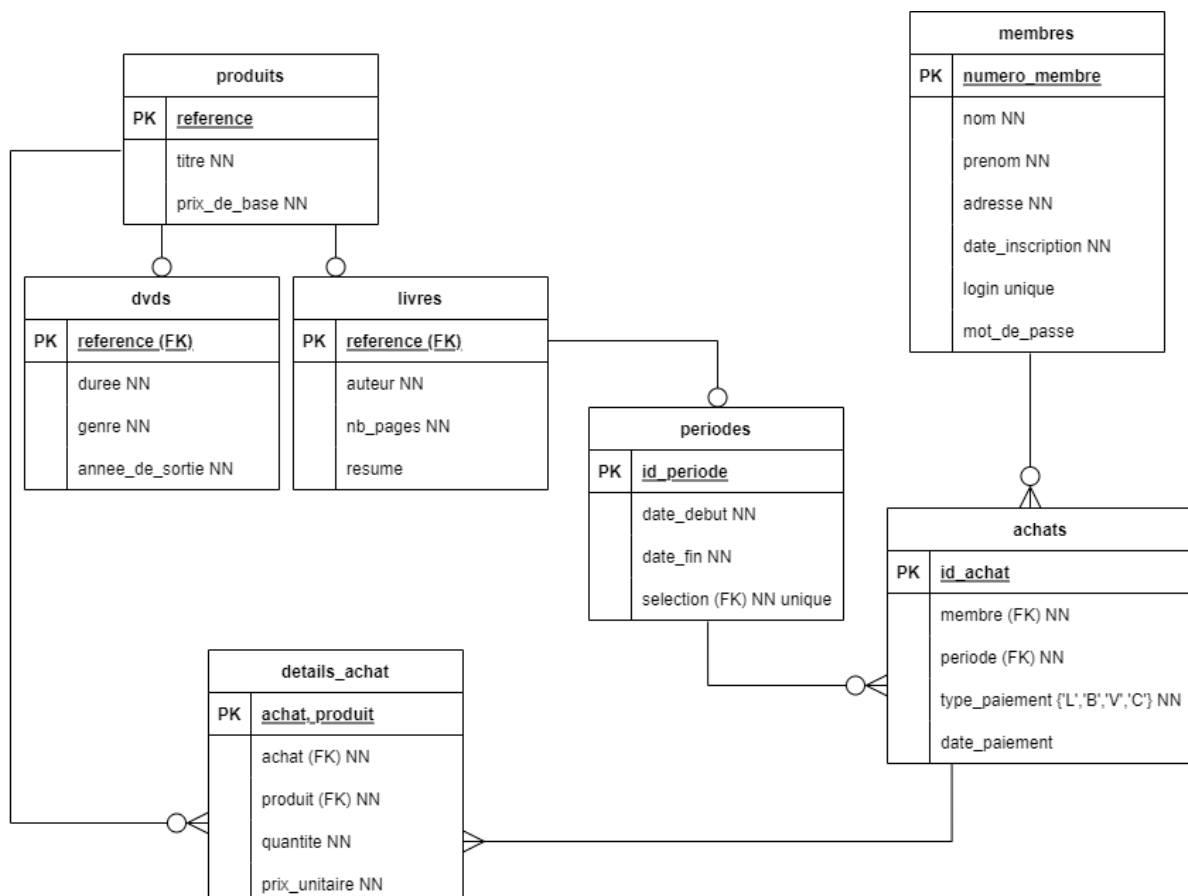 produits
PK reference
titre NN
prix_de_base NN
membres
PK numero_membre
nom NN
prenom NN
adresse NN
date_inscription NN
login unique
mot_de_passe
dvds
PK reference (FK)
duree NN
genre NN
annee_de_sortie NN
livres
PK reference (FK)
auteur NN
nb_pages NN
resume
periodes
PK id_periode
date_debut NN
date_fin NN
selection (FK) NN unique
achats
PK id_achat
membre (FK) NN
periode (FK) NN
type_paiement {'L','B','V','C'} NN
date_paiement
details_achat
PK achat, produit
achat (FK) NN
produit (FK) NN
quantite NN
prix_unitaire NN